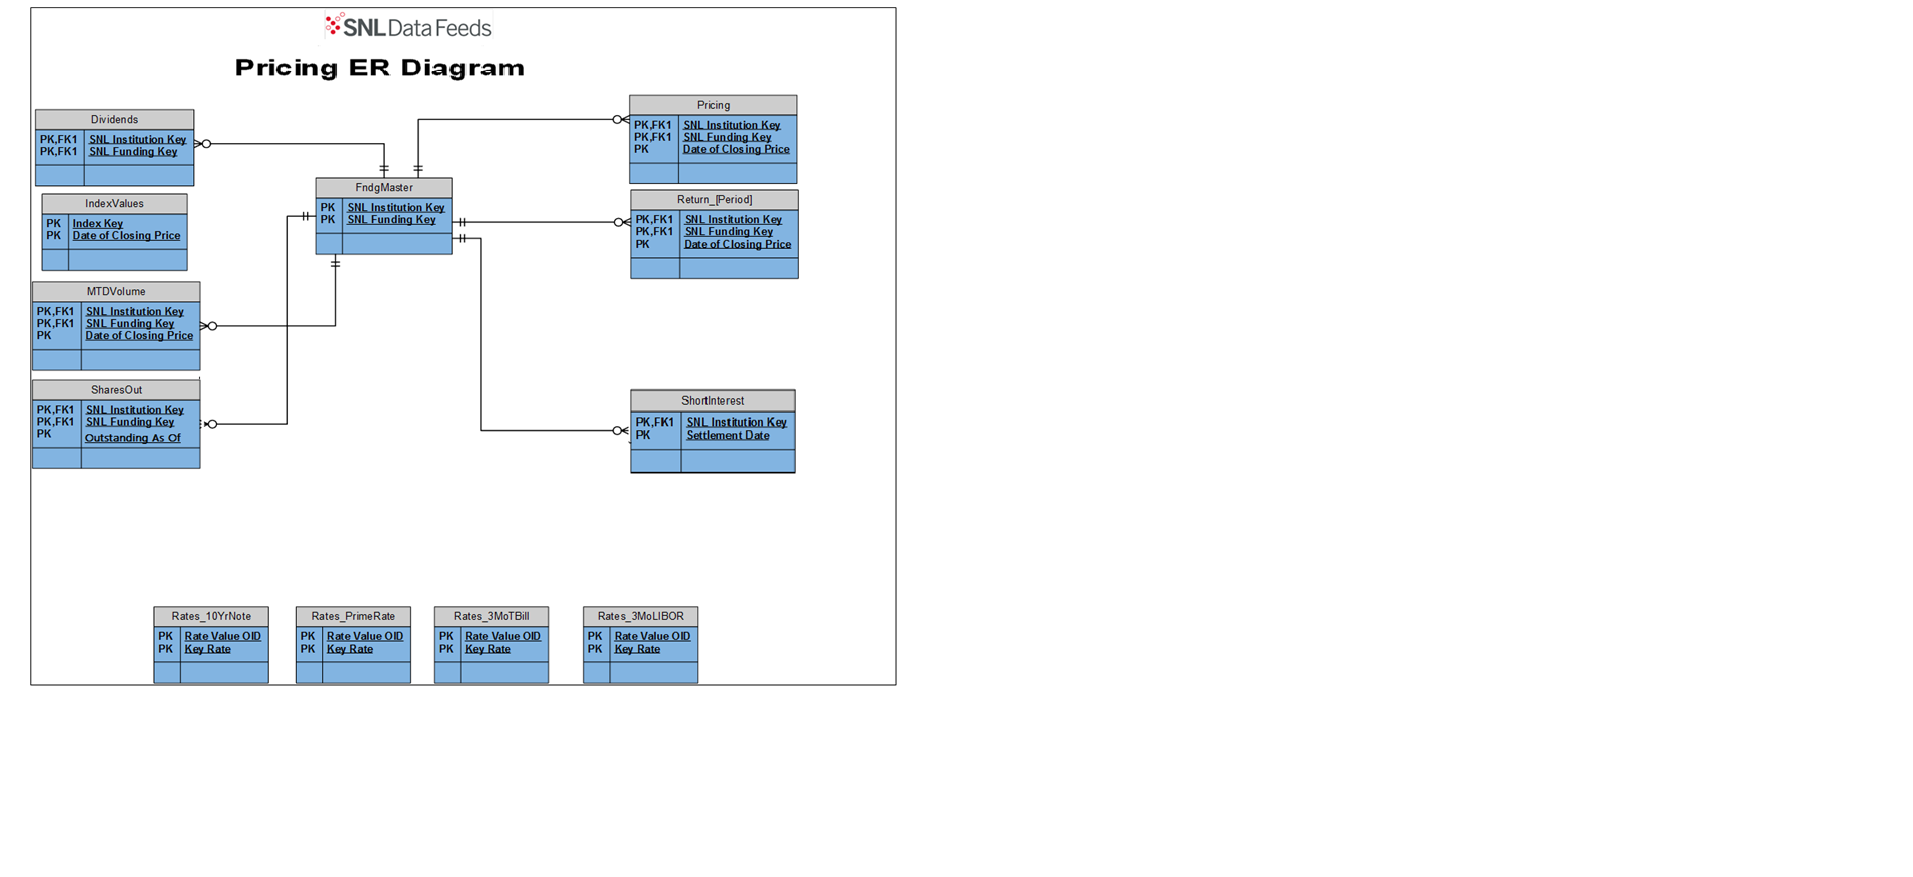 SNL Data Feeds
Pricing ER Diagram
Dividends
PK,FK1 SNL Institution Key
PK,FK1 SNL Funding Key
IndexValues
PK Index Key
PK Date of Closing Price
MTDVolume
PK,FK1 SNL Institution Key
PK,FK1 SNL Funding Key
PK Date of Closing Price
SharesOut
PK,FK1 SNL Institution Key
PK,FK1 SNL Funding Key
PK Outstanding As Of
FndgMaster
PK SNL Institution Key
PK SNL Funding Key
Pricing
PK,FK1 SNL Institution Key
PK,FK1 SNL Funding Key
PK Date of Closing Price
Return_[Period]
PK,FK1 SNL Institution Key
PK,FK1 SNL Funding Key
PK Date of Closing Price
ShortInterest
PK,FK1 SNL Institution Key
PK Settlement Date
Rates_10YrNote
PK Rate Value OID
PK Key Rate
Rates_PrimeRate
PK Rate Value OID
PK Key Rate
Rates_3MoTBill
PK Rate Value OID
PK Key Rate
Rates_3MoLIBOR
PK Rate Value OID
PK Key Rate